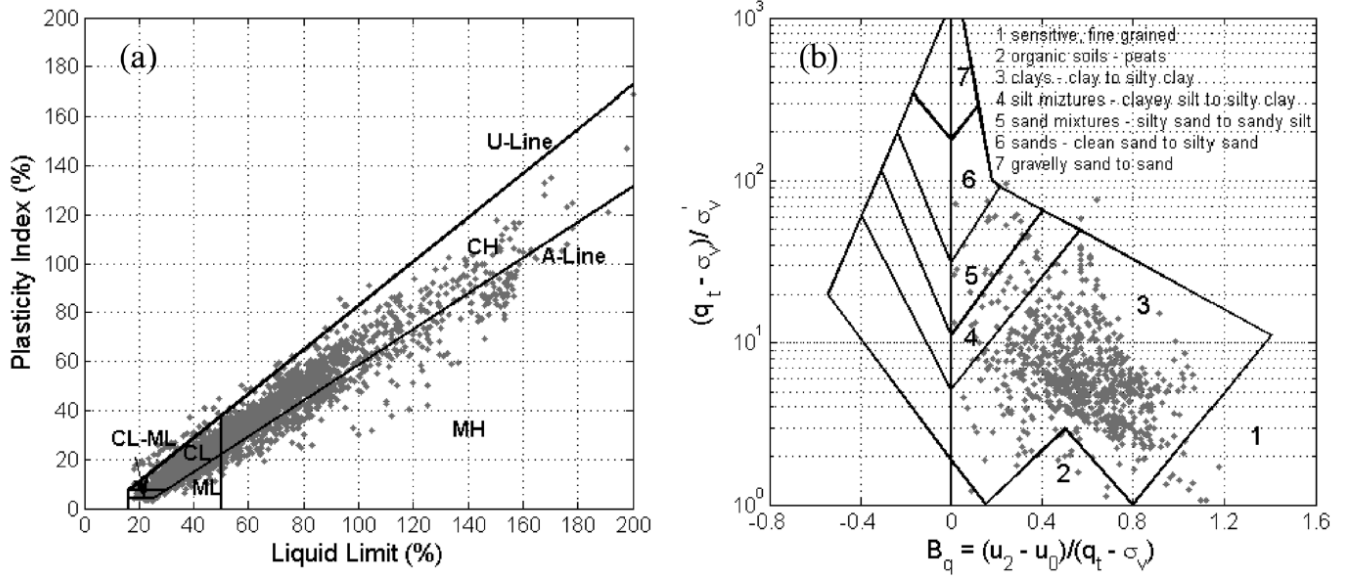 (a)
200
180
160
140
120
100
80
60
40
20
0
Plasticity Index (%)
U-Line
CH
A-Line
CL-ML
CL
ML
MH
0 20 40 60 80 100 120 140 160 180 200
Liquid Limit (%)
(b)
10³
10²
10¹
10⁰
(q_t - σ_v)/ σ_v'
1 sensitive, fine grained
2 organic soils - peats
3 clays - clay to silty clay
4 silt miztures - clayey silt to silty clay
5 sand mixtures - silty sand to sandy silt
6 sands - clean sand to silty sand
7 gravelly sand to sand
7
6
5
4
3
2
1
-0.8 -0.4 0 0.4 0.8 1.2 1.6
B_q = (u_2 - u_0)/(q_t - σ_v)